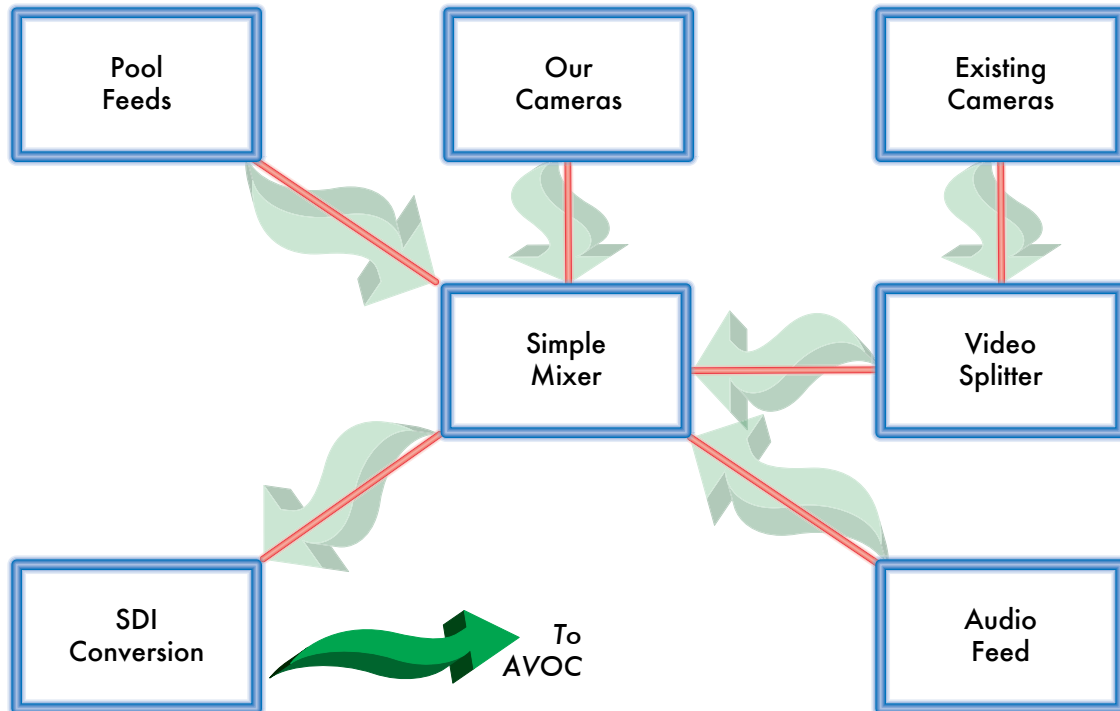 Pool
Feeds
Our
Cameras
Existing
Cameras
Simple
Mixer
Video
Splitter
SDI
Conversion
To
AVOC
Audio
Feed